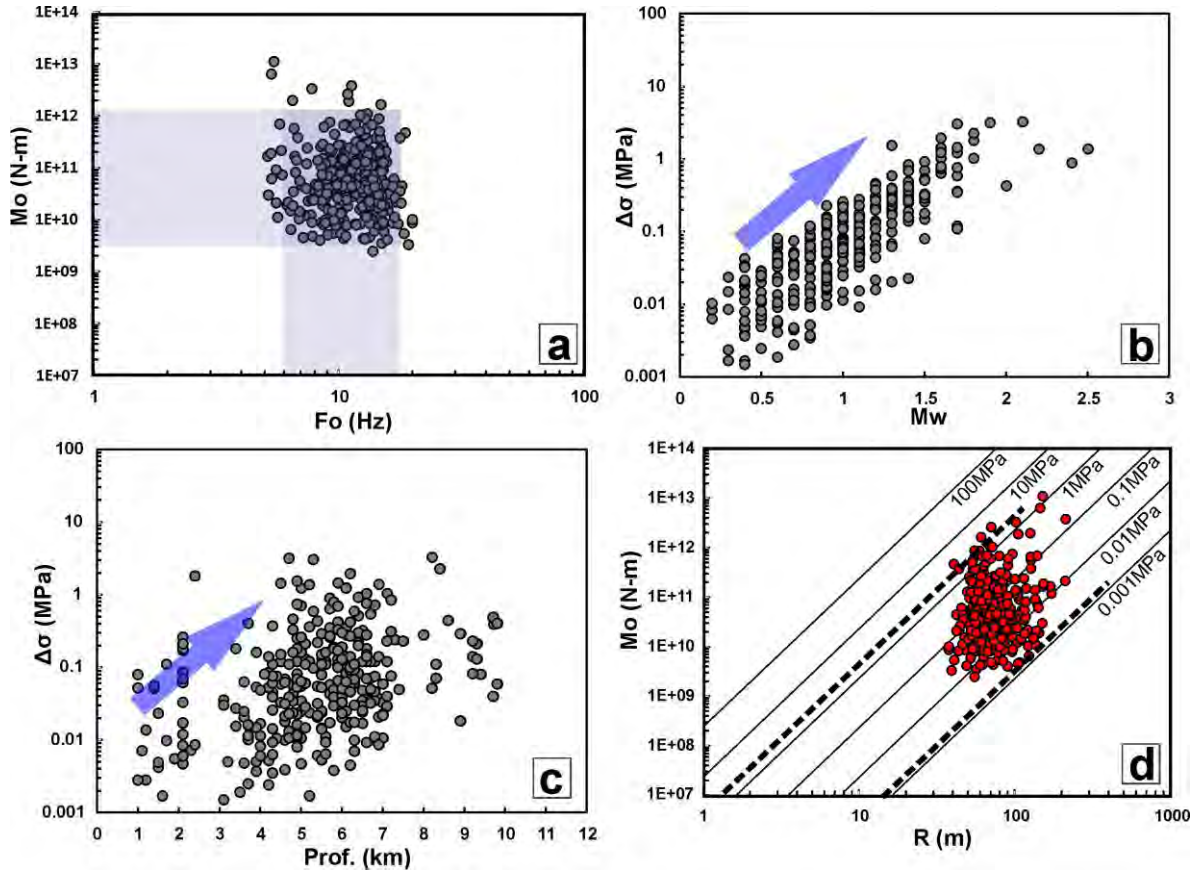 1E+14
1E+13
1E+12
1E+11
1E+10
1E+09
1E+08
1E+07
Mo (N-m)
1
10
100
Fo (Hz)
a
100
10
1
0.1
0.01
0.001
Δσ (MPa)
0
0.5
1
1.5
2
2.5
3
Mw
b
100
10
1
0.1
0.01
0.001
Δσ (MPa)
0
1
2
3
4
5
6
7
8
9
10
11
12
Prof. (km)
c
1E+14
1E+13
1E+12
1E+11
1E+10
1E+09
1E+08
1E+07
Mo (N-m)
100MPa
10MPa
1MPa
0.1MPa
0.01MPa
0.001MPa
1
10
100
1000
R (m)
d